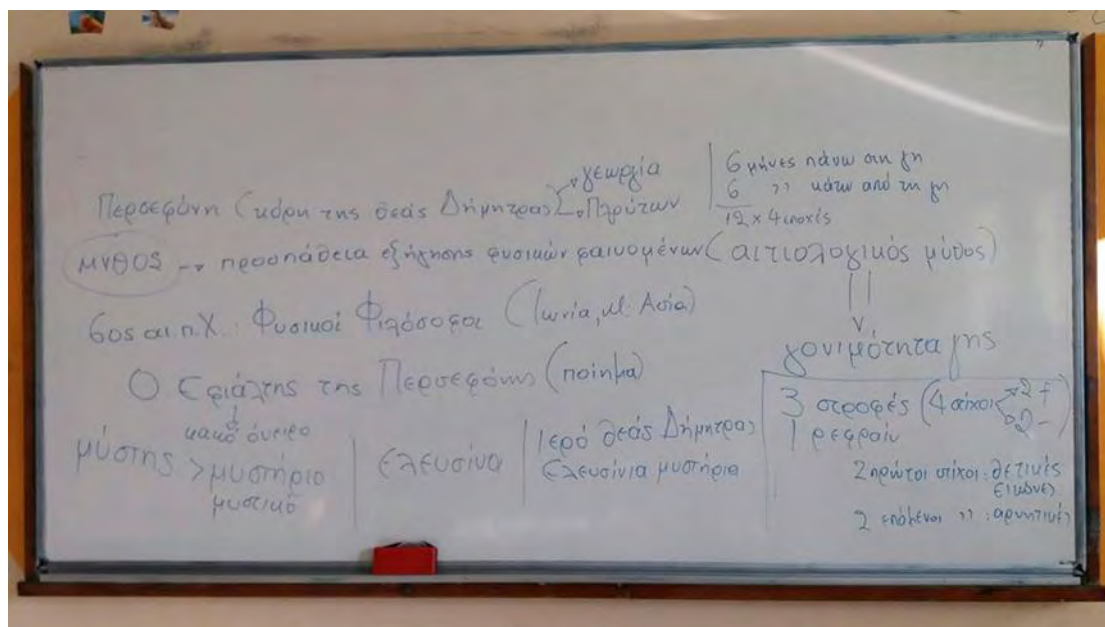 Περσεφόνη (κόρη της θεάς Δήμητρας)
γεωργία
6 μήνες πάνω στη γη
6 ,, κάτω από τη γη
12 x 4 εποχές
ΜΥΘΟΣ → προσπάθεια εξήγησης φυσικών φαινομένων (αιτιολογικός μύθος)
γονιμότητα γης
6ος αι. π.Χ. : Φυσικοί Φιλόσοφοι (Ιωνία, Μ. Ασία)
Ο Εφιάλτης της Περσεφόνης (ποίημα)
κακό όνειρο
μύστης > μυστήριο
μυστικό
Ελευσίνα
Ιερό θεάς Δήμητρας
Ελευσίνια μυστήρια
3 στροφές (4 στίχοι 2 + 2 -)
1 ρεφραίν
2 πρώτοι στίχοι : θετικές
εικόνες
2 επόμενοι ,, : αρνητικές